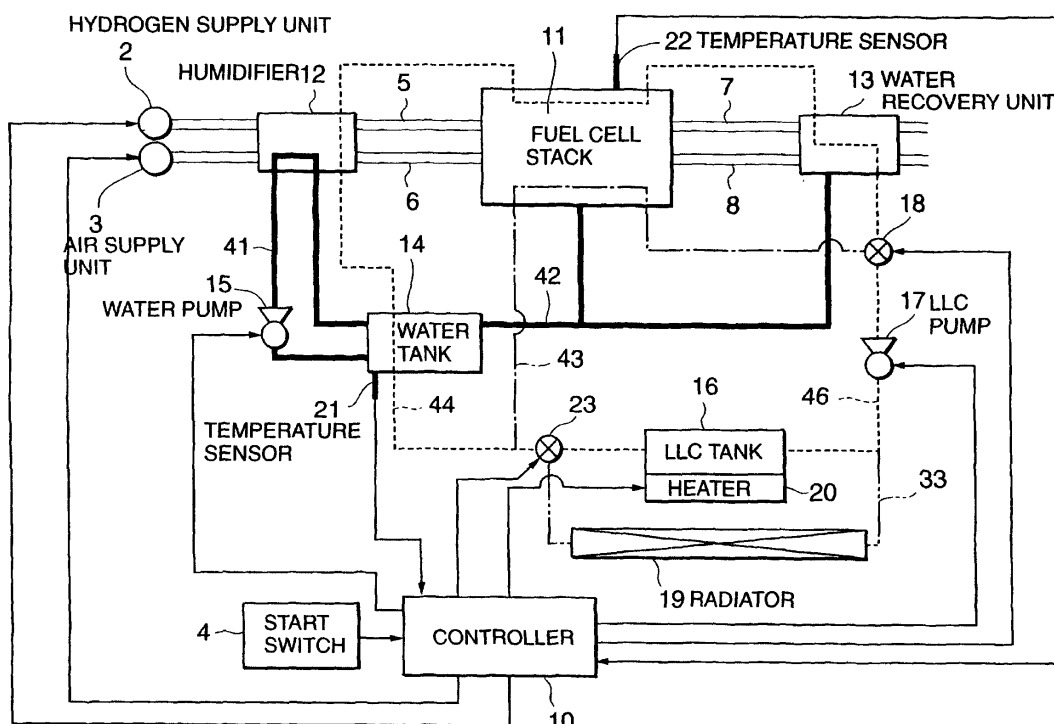 HYDROGEN SUPPLY UNIT
2
HUMIDIFIER 12
5
11
22 TEMPERATURE SENSOR
7
13 WATER
RECOVERY UNIT
FUEL CELL
STACK
3
AIR SUPPLY
UNIT
6
8
41
14
18
15
WATER PUMP
42
17 LLC
PUMP
WATER
TANK
43
21
44
16
46
TEMPERATURE
SENSOR
23
LLC TANK
HEATER
20
33
19 RADIATOR
4
START
SWITCH
CONTROLLER
10